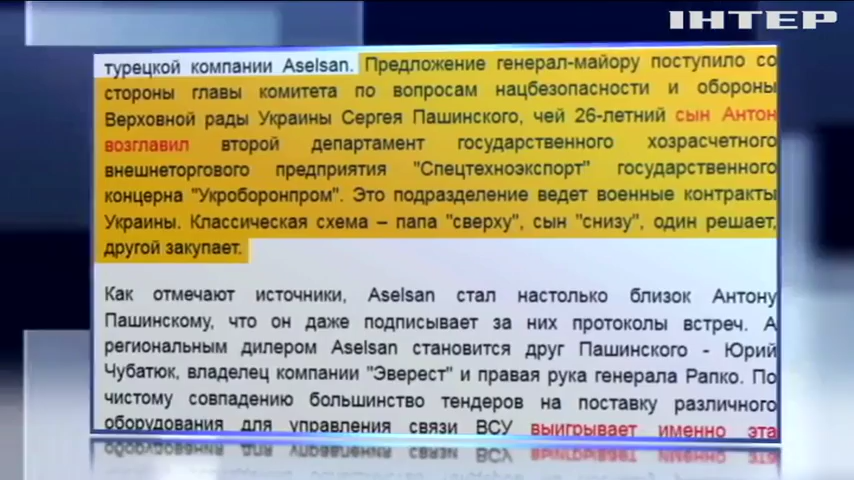 ІНТЕР
турецкой компании Aselsan. Предложение генерал-майору поступило со
стороны главы комитета по вопросам нацбезопасности и обороны
Верховной рады Украины Сергея Пашинского, чей 26-летний сын Антон
возглавил второй департамент государственного хозрасчетного
внешнеторгового предприятия "Спецтехноэкспорт" государственного
концерна "Укроборонпром". Это подразделение ведет военные контракты
Украины. Классическая схема – папа "сверху", сын "снизу", один решает,
другой закупает.
Как отмечают источники, Aselsan стал настолько близок Антону
Пашинскому, что он даже подписывает за них протоколы встреч. А
региональным дилером Aselsan становится друг Пашинского - Юрий
Чубатюк, владелец компании "Эверест" и правая рука генерала Рапко. По
чистому совпадению большинство тендеров на поставку различного
оборудования для управления связи ВСУ выигрывает именно эта